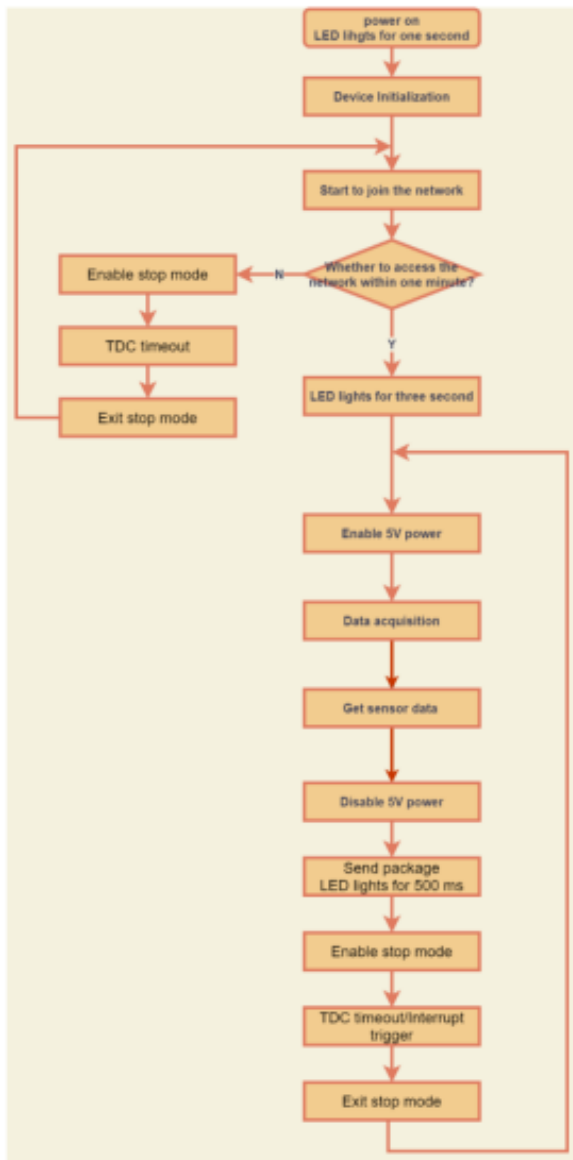 power on
LED lihgts for one second
Device Initialization
Start to join the network
Whether to access the
network within one minute?
N
Enable stop mode
TDC timeout
Exit stop mode
Y
LED lights for three second
Enable 5V power
Data acquisition
Get sensor data
Disable 5V power
Send package
LED lights for 500 ms
Enable stop mode
TDC timeout/Interrupt
trigger
Exit stop mode